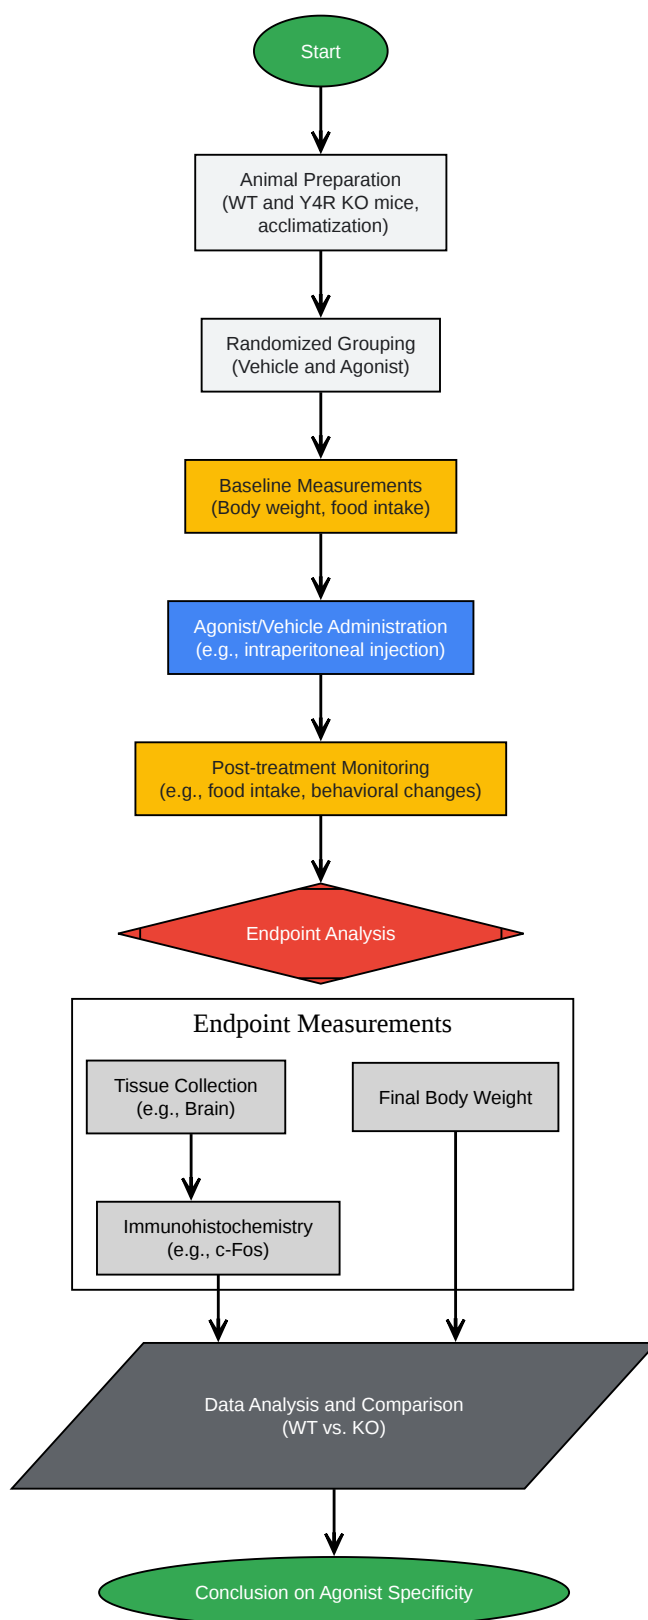 Start
Animal Preparation
(WT and Y4R KO mice,
acclimatization)
Randomized Grouping
(Vehicle and Agonist)
Baseline Measurements
(Body weight, food intake)
Agonist/Vehicle Administration
(e.g., intraperitoneal injection)
Post-treatment Monitoring
(e.g., food intake, behavioral changes)
Endpoint Analysis
Endpoint Measurements
Tissue Collection
(e.g., Brain)
Final Body Weight
Immunohistochemistry
(e.g., c-Fos)
Data Analysis and Comparison
(WT vs. KO)
Conclusion on Agonist Specificity